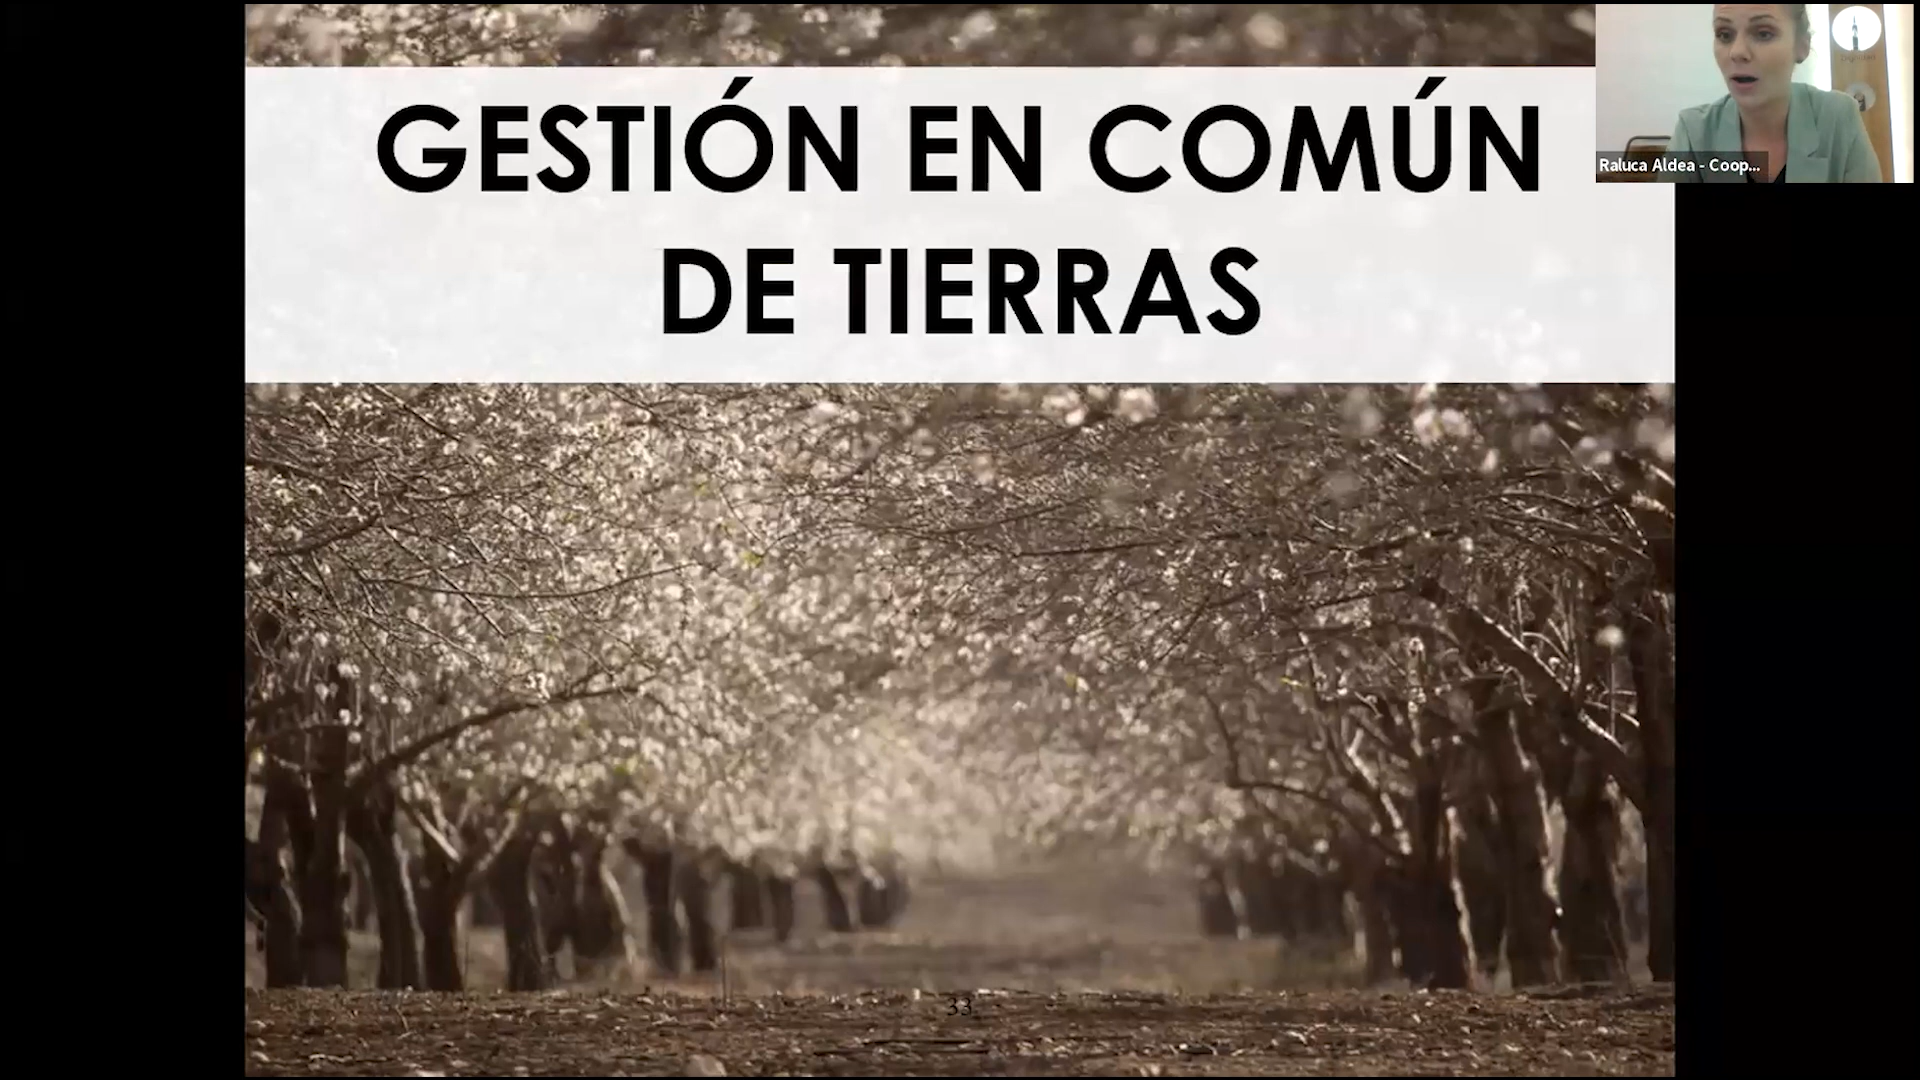 GESTIÓN EN COMÚN
DE TIERRAS
Raluca Aldea - Coop...
33